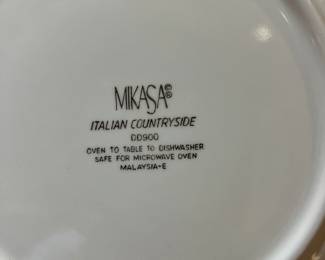 MIKASA©®
ITALIAN COUNTRYSIDE
DD900
OVEN TO TABLE TO DISHWASHER
SAFE FOR MICROWAVE OVEN
MALAYSIA-E